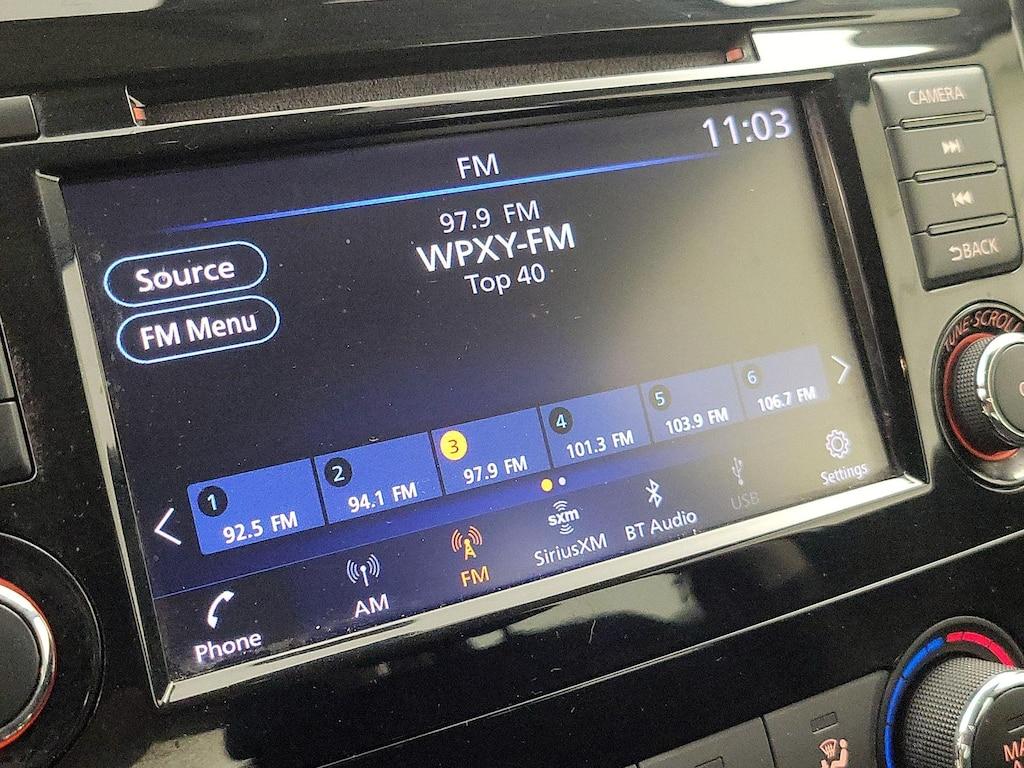 11:03
FM
97.9 FM
WPXY-FM
Top 40
Source
FM Menu
1
92.5 FM
2
94.1 FM
3
97.9 FM
4
101.3 FM
5
103.9 FM
6
106.7 FM
Phone
AM
FM
sxm
SiriusXM
BT Audio
USB
Settings
CAMERA
BACK
TUNE·SCROLL